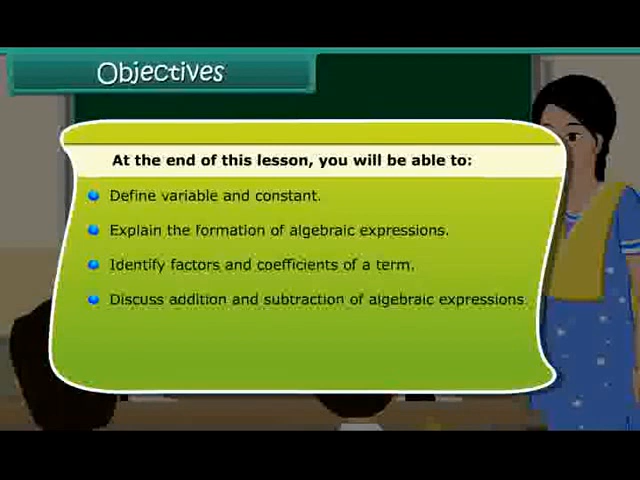 Objectives
At the end of this lesson, you will be able to:
Define variable and constant.
Explain the formation of algebraic expressions.
Identify factors and coefficients of a term.
Discuss addition and subtraction of algebraic expressions.